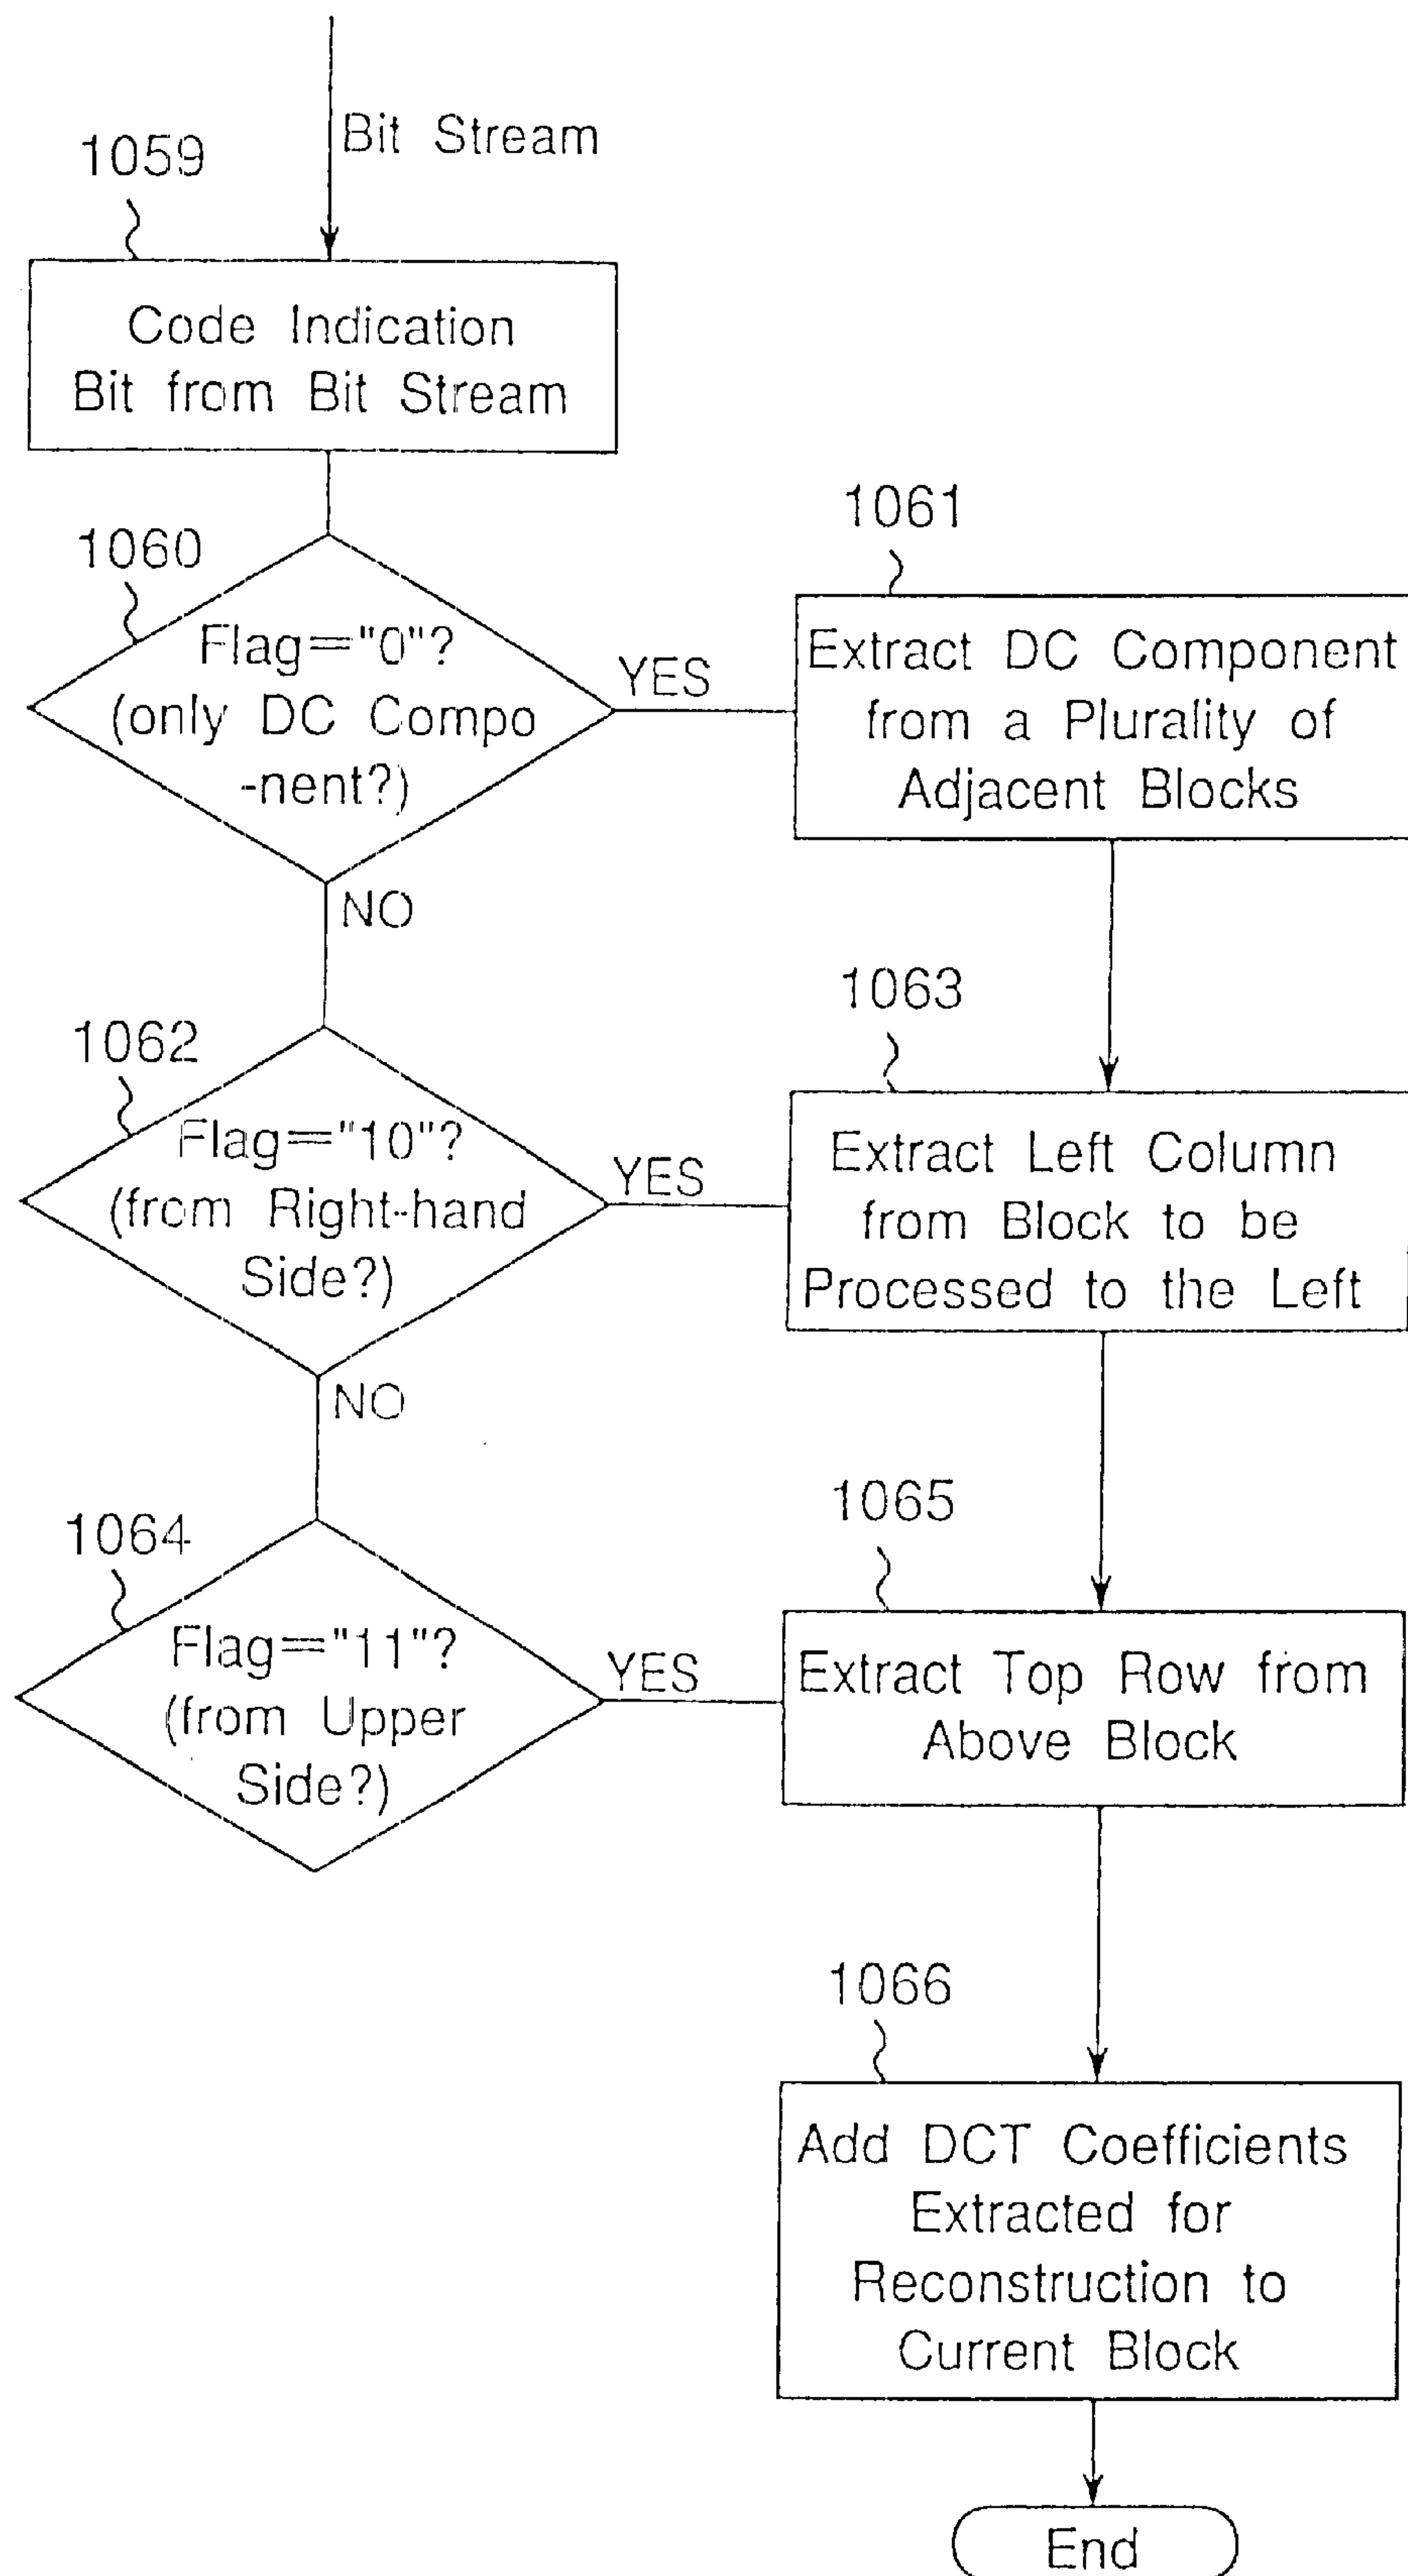 Bit Stream
1059
Code Indication
Bit from Bit Stream
1060
Flag="0"?
(only DC Compo
-nent?)
YES
NO
1061
Extract DC Component
from a Plurality of
Adjacent Blocks
1062
Flag="10"?
(from Right-hand
Side?)
YES
NO
1063
Extract Left Column
from Block to be
Processed to the Left
1064
Flag="11"?
(from Upper
Side?)
YES
1065
Extract Top Row from
Above Block
1066
Add DCT Coefficients
Extracted for
Reconstruction to
Current Block
End